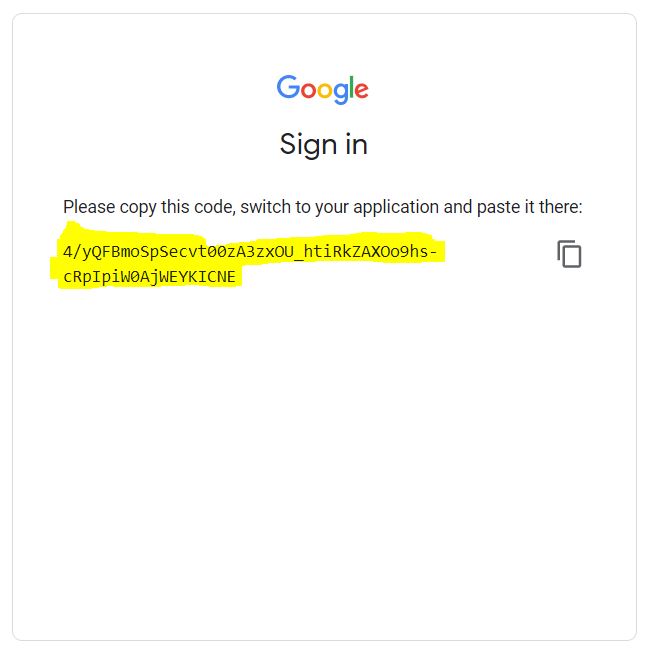 Google
Sign in
Please copy this code, switch to your application and paste it there:
4/yQFBmoSpSecvt00zA3zxOU_htiRkZAXOo9hs-
cRpIpiW0AjWEYKICNE